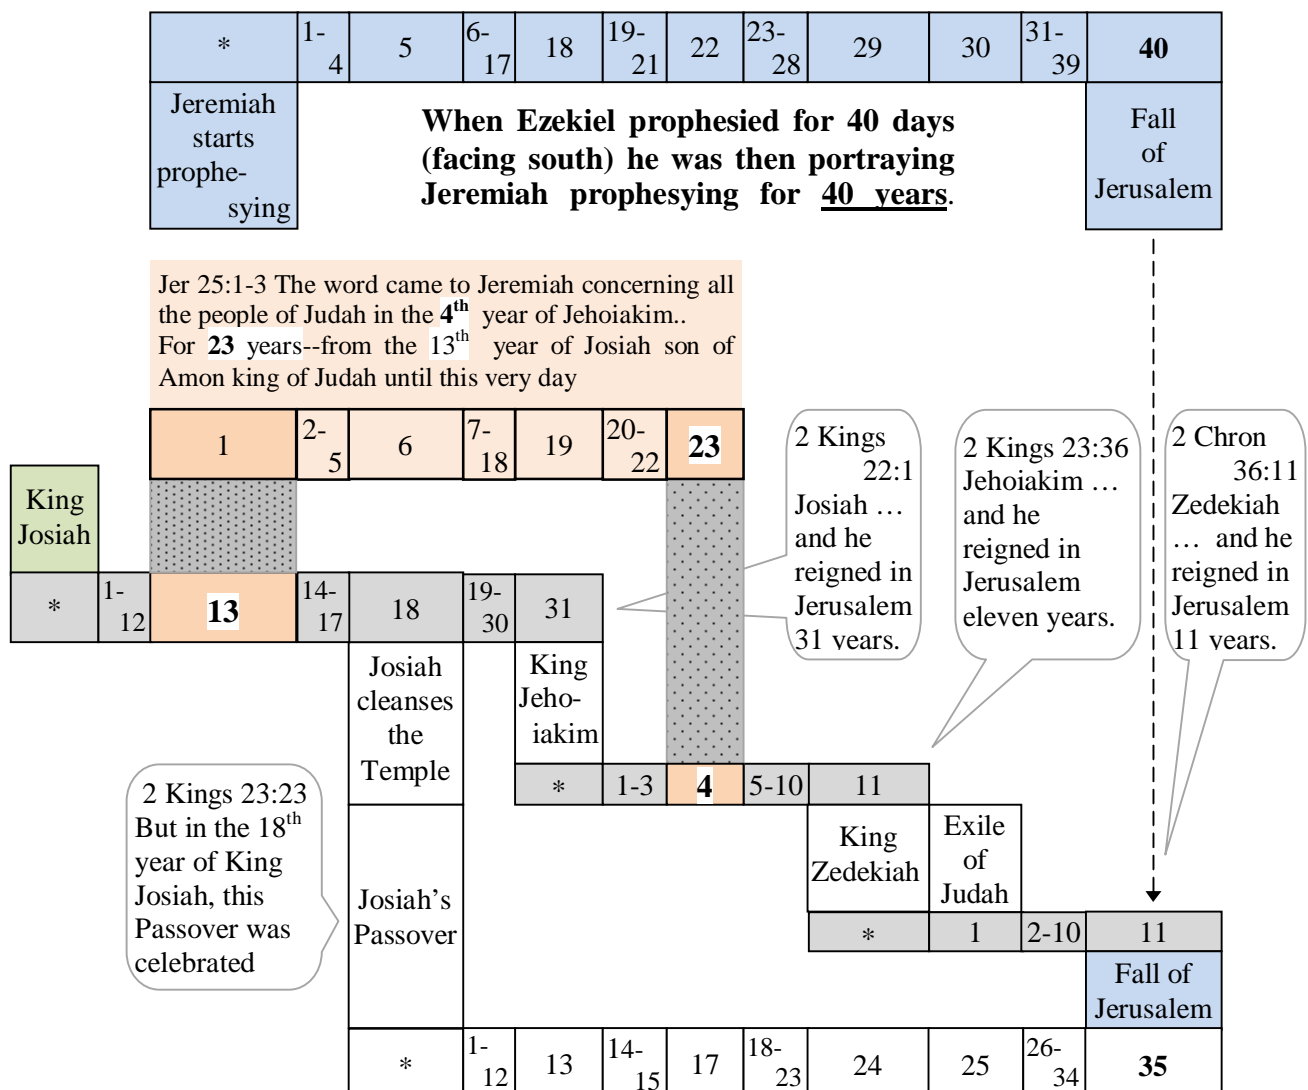 * 1-4 5 6-17 18 19-21 22 23-28 29 30 31-39 40
Jeremiah
starts
prophe-
sying
When Ezekiel prophesied for 40 days
(facing south) he was then portraying
Jeremiah prophesying for 40 years.
Fall
of
Jerusalem
Jer 25:1-3 The word came to Jeremiah concerning all
the people of Judah in the 4th year of Jehoiakim..
For 23 years--from the 13th year of Josiah son of
Amon king of Judah until this very day
1 2-5 6 7-18 19 20-22 23
2 Kings
22:1
Josiah …
and he
reigned in
Jerusalem
31 years.
2 Kings 23:36
Jehoiakim …
and he
reigned in
Jerusalem
eleven years.
2 Chron
36:11
Zedekiah
… and he
reigned in
Jerusalem
11 years.
King
Josiah
* 1-12 13 14-17 18 19-30 31
Josiah
cleanses
the
Temple
King
Jeho-
iakim
* 1-3 4 5-10 11
2 Kings 23:23
But in the 18th
year of King
Josiah, this
Passover was
celebrated
Josiah's
Passover
King
Zedekiah
Exile
of
Judah
* 1 2-10 11
Fall of
Jerusalem
* 1-12 13 14-15 17 18-23 24 25 26-34 35